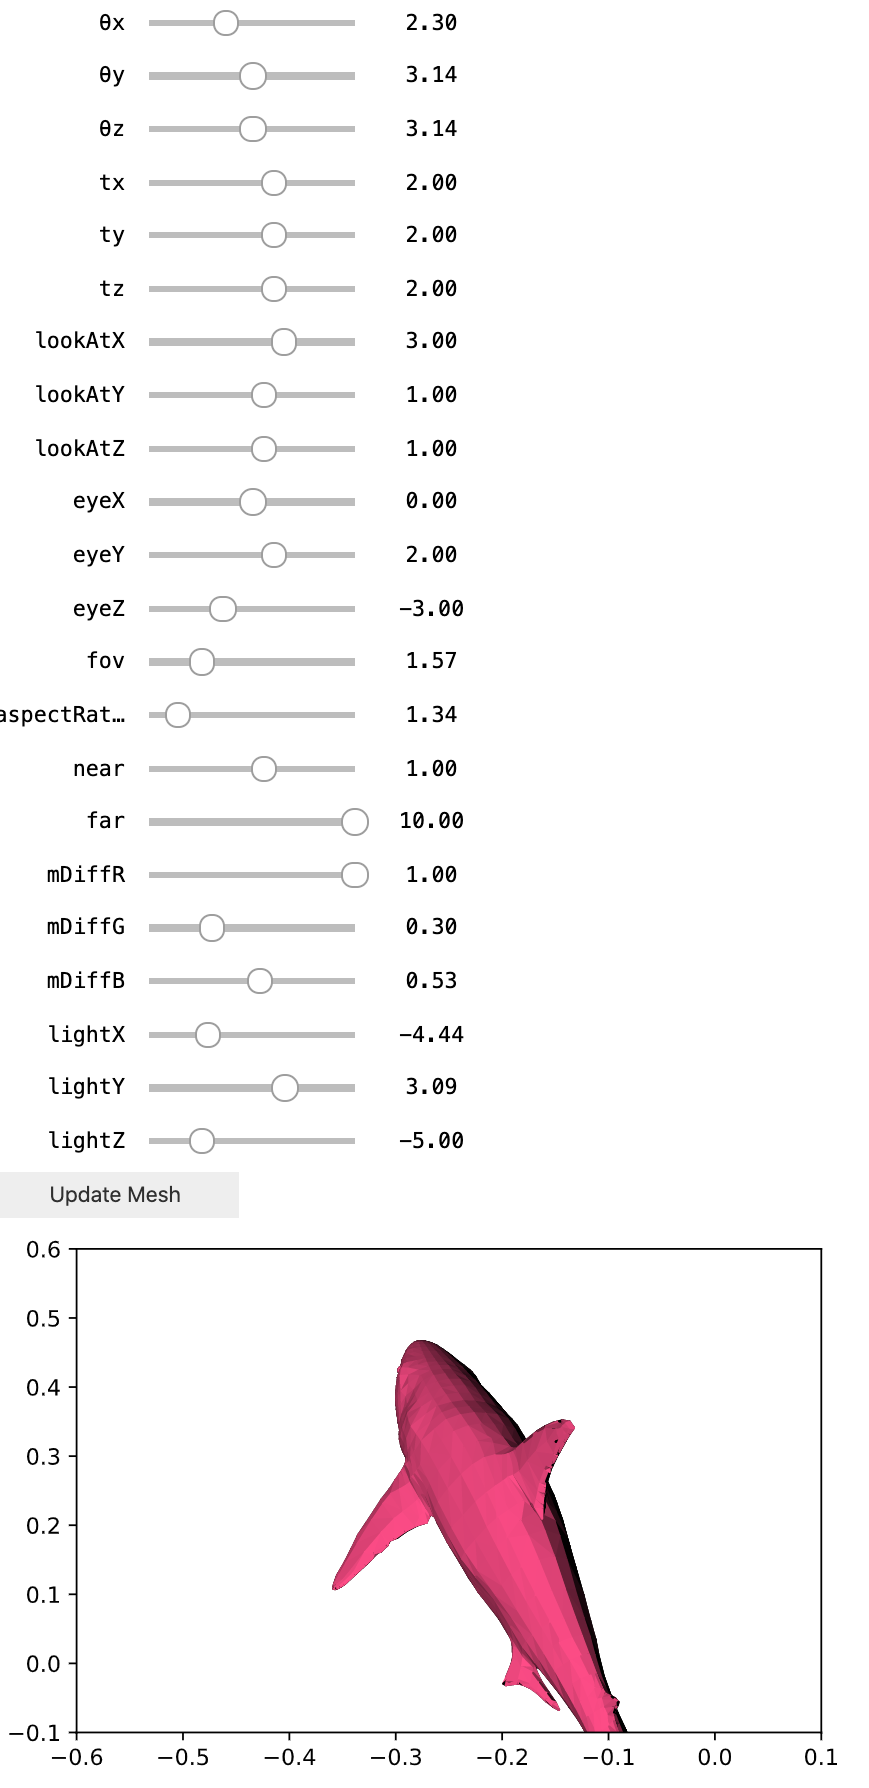 θx 2.30
θy 3.14
θz 3.14
tx 2.00
ty 2.00
tz 2.00
lookAtX 3.00
lookAtY 1.00
lookAtZ 1.00
eyeX 0.00
eyeY 2.00
eyeZ −3.00
fov 1.57
aspectRat… 1.34
near 1.00
far 10.00
mDiffR 1.00
mDiffG 0.30
mDiffB 0.53
lightX −4.44
lightY 3.09
lightZ −5.00
Update Mesh
0.6
0.5
0.4
0.3
0.2
0.1
0.0
−0.1
−0.6 −0.5 −0.4 −0.3 −0.2 −0.1 0.0 0.1